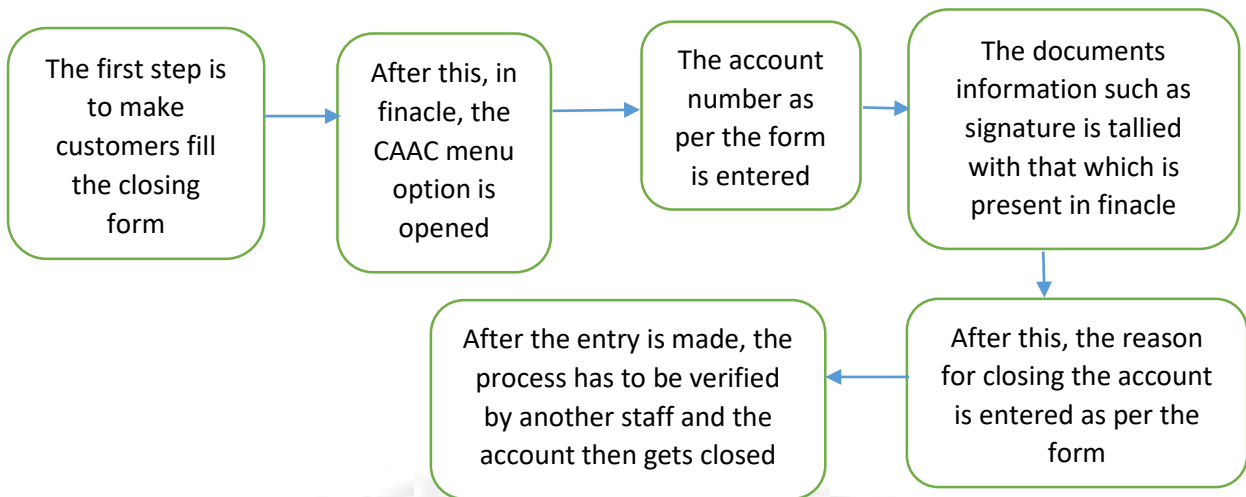 The first step is
to make
customers fill
the closing
form
After this, in
finacle, the
CAAC menu
option is
opened
The account
number as
per the form
is entered
The documents
information such as
signature is tallied
with that which is
present in finacle
After this, the reason
for closing the account
is entered as per the
form
After the entry is made, the
process has to be verified
by another staff and the
account then gets closed